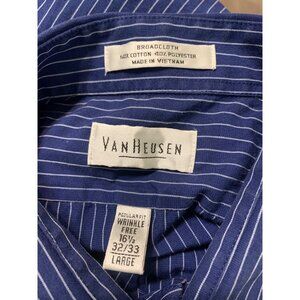 BROADCLOTH
60% COTTON 40% POLYESTER
MADE IN VIETNAM
VAN HEUSEN
REGULAR FIT
WRINKLE
FREE
16½
32/33
LARGE